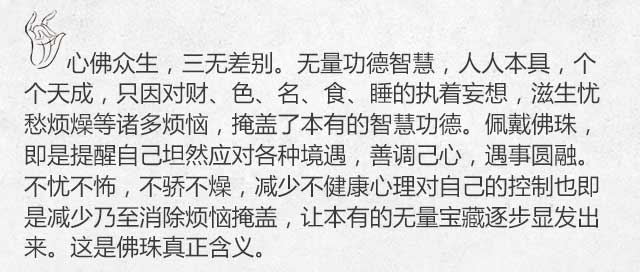 心佛众生，三无差别。无量功德智慧，人人本具，个
个天成，只因对财、色、名、食、睡的执着妄想，滋生忧
愁烦燥等诸多烦恼，掩盖了本有的智慧功德。佩戴佛珠，
即是提醒自己坦然应对各种境遇，善调己心，遇事圆融。
不忧不怖，不骄不燥，减少不健康心理对自己的控制也即
是减少乃至消除烦恼掩盖，让本有的无量宝藏逐步显发出
来。这是佛珠真正含义。